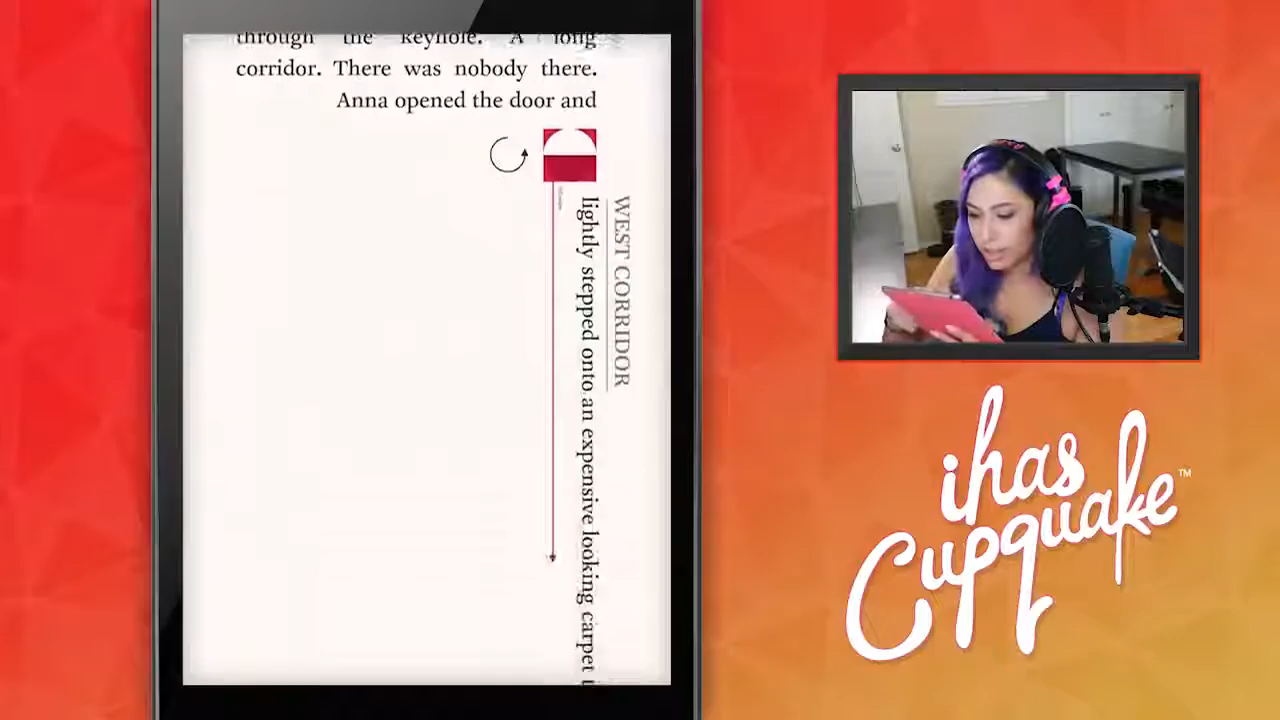 through the keyhole. A long
corridor. There was nobody there.
Anna opened the door and
WEST CORRIDOR
lightly stepped onto an expensive looking carpet
ihas
Cupquake™